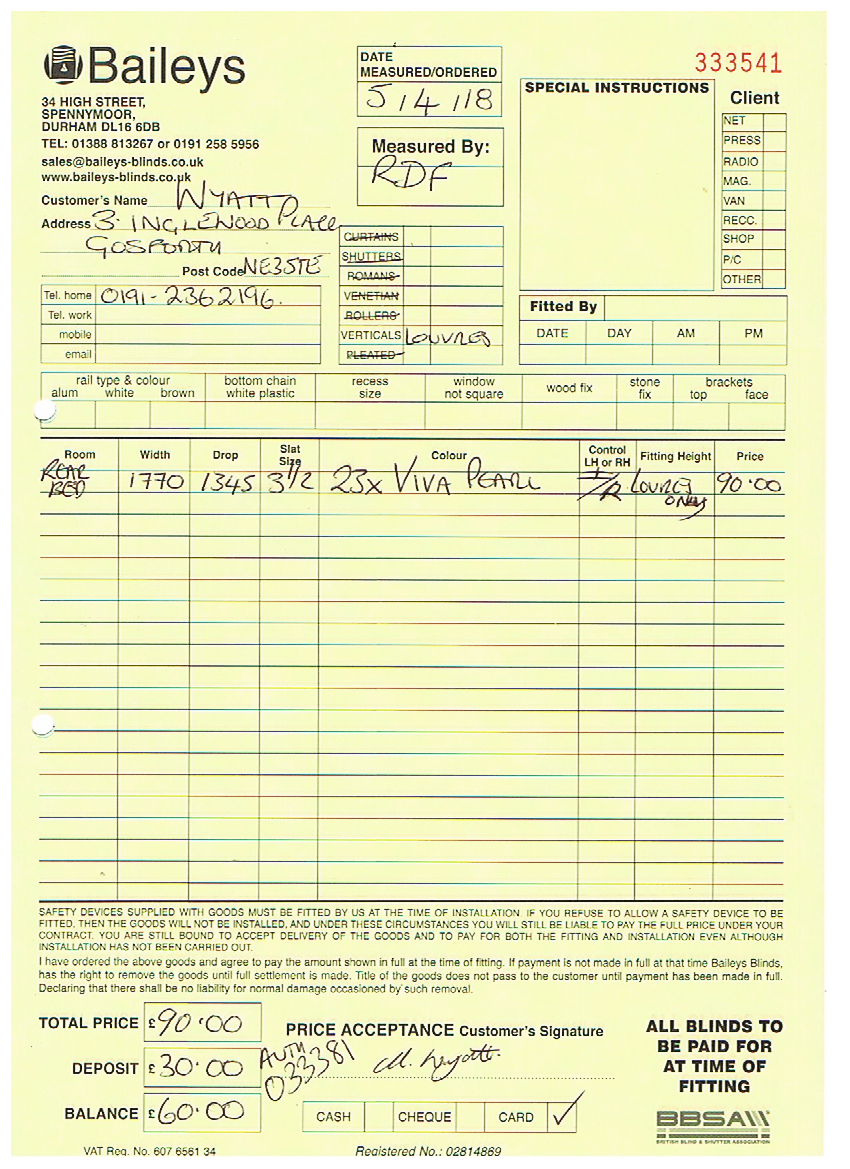 Baileys
34 HIGH STREET,
SPENNYMOOR,
DURHAM DL16 6DB
TEL: 01388 813267 or 0191 258 5956
sales@baileys-blinds.co.uk
www.baileys-blinds.co.uk
DATE
MEASURED/ORDERED
5/4/18
Measured By:
RDF
333541
SPECIAL INSTRUCTIONS
Client
NET
PRESS
RADIO
MAG.
VAN
RECC.
SHOP
P/C
OTHER
Customer's Name WYATT
Address 3. INGLEWOOD PLACE
GOSFORTH
Post Code NE35TE
Tel. home 0191-2362196.
Tel. work
mobile
email
CURTAINS
SHUTTERS
ROMANS
VENETIAN
ROLLERS
VERTICALS LOUVRES
PLEATED
Fitted By
DATE DAY AM PM
rail type & colour
alum white brown
bottom chain
white plastic
recess
size
window
not square
wood fix
stone
fix
brackets
top face
Room Width Drop Slat Size Colour Control LH or RH Fitting Height Price
REAR BED 1770 1345 3 1/2 23x VIVA PEARL LOUVRES ONLY 90.00
SAFETY DEVICES SUPPLIED WITH GOODS MUST BE FITTED BY US AT THE TIME OF INSTALLATION IF YOU REFUSE TO ALLOW A SAFETY DEVICE TO BE
FITTED, THEN THE GOODS WILL NOT BE INSTALLED, AND UNDER THESE CIRCUMSTANCES YOU WILL STILL BE LIABLE TO PAY THE FULL PRICE UNDER YOUR
CONTRACT. YOU ARE STILL BOUND TO ACCEPT DELIVERY OF THE GOODS AND TO PAY FOR BOTH THE FITTING AND INSTALLATION EVEN ALTHOUGH
INSTALLATION HAS NOT BEEN CARRIED OUT.
I have ordered the above goods and agree to pay the amount shown in full at the time of fitting. If payment is not made in full at that time Baileys Blinds,
has the right to remove the goods until full settlement is made. Title of the goods does not pass to the customer until payment has been made in full.
Declaring that there shall be no liability for normal damage occasioned by such removal.
TOTAL PRICE £90.00
DEPOSIT £30.00
BALANCE £60.00
AUTH
033381
PRICE ACCEPTANCE Customer's Signature
M. Wyatt.
CASH CHEQUE CARD ✓
ALL BLINDS TO
BE PAID FOR
AT TIME OF
FITTING
BBSA
BRITISH BLIND & SHUTTER ASSOCIATION
VAT Reg. No. 607 6561 34
Registered No.: 02814869